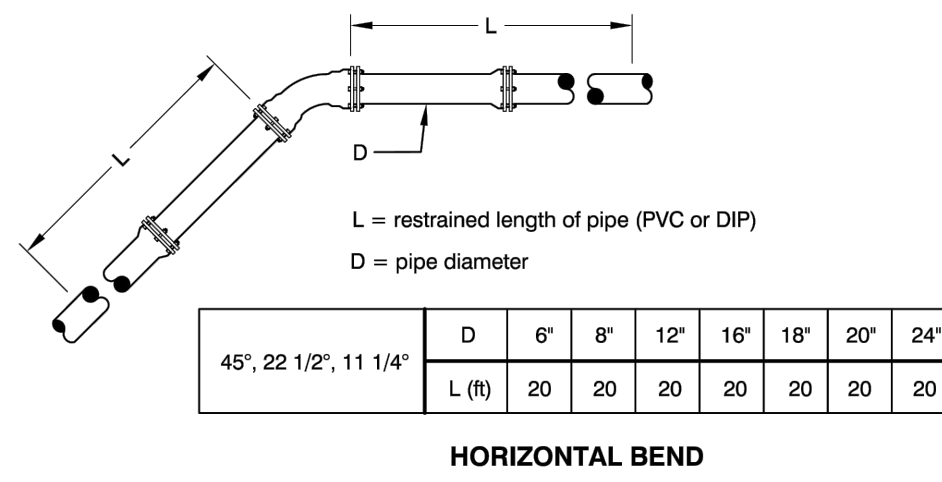 L
L
D
L = restrained length of pipe (PVC or DIP)
D = pipe diameter
45°, 22 1/2°, 11 1/4°
D 6" 8" 12" 16" 18" 20" 24"
L (ft) 20 20 20 20 20 20 20
HORIZONTAL BEND